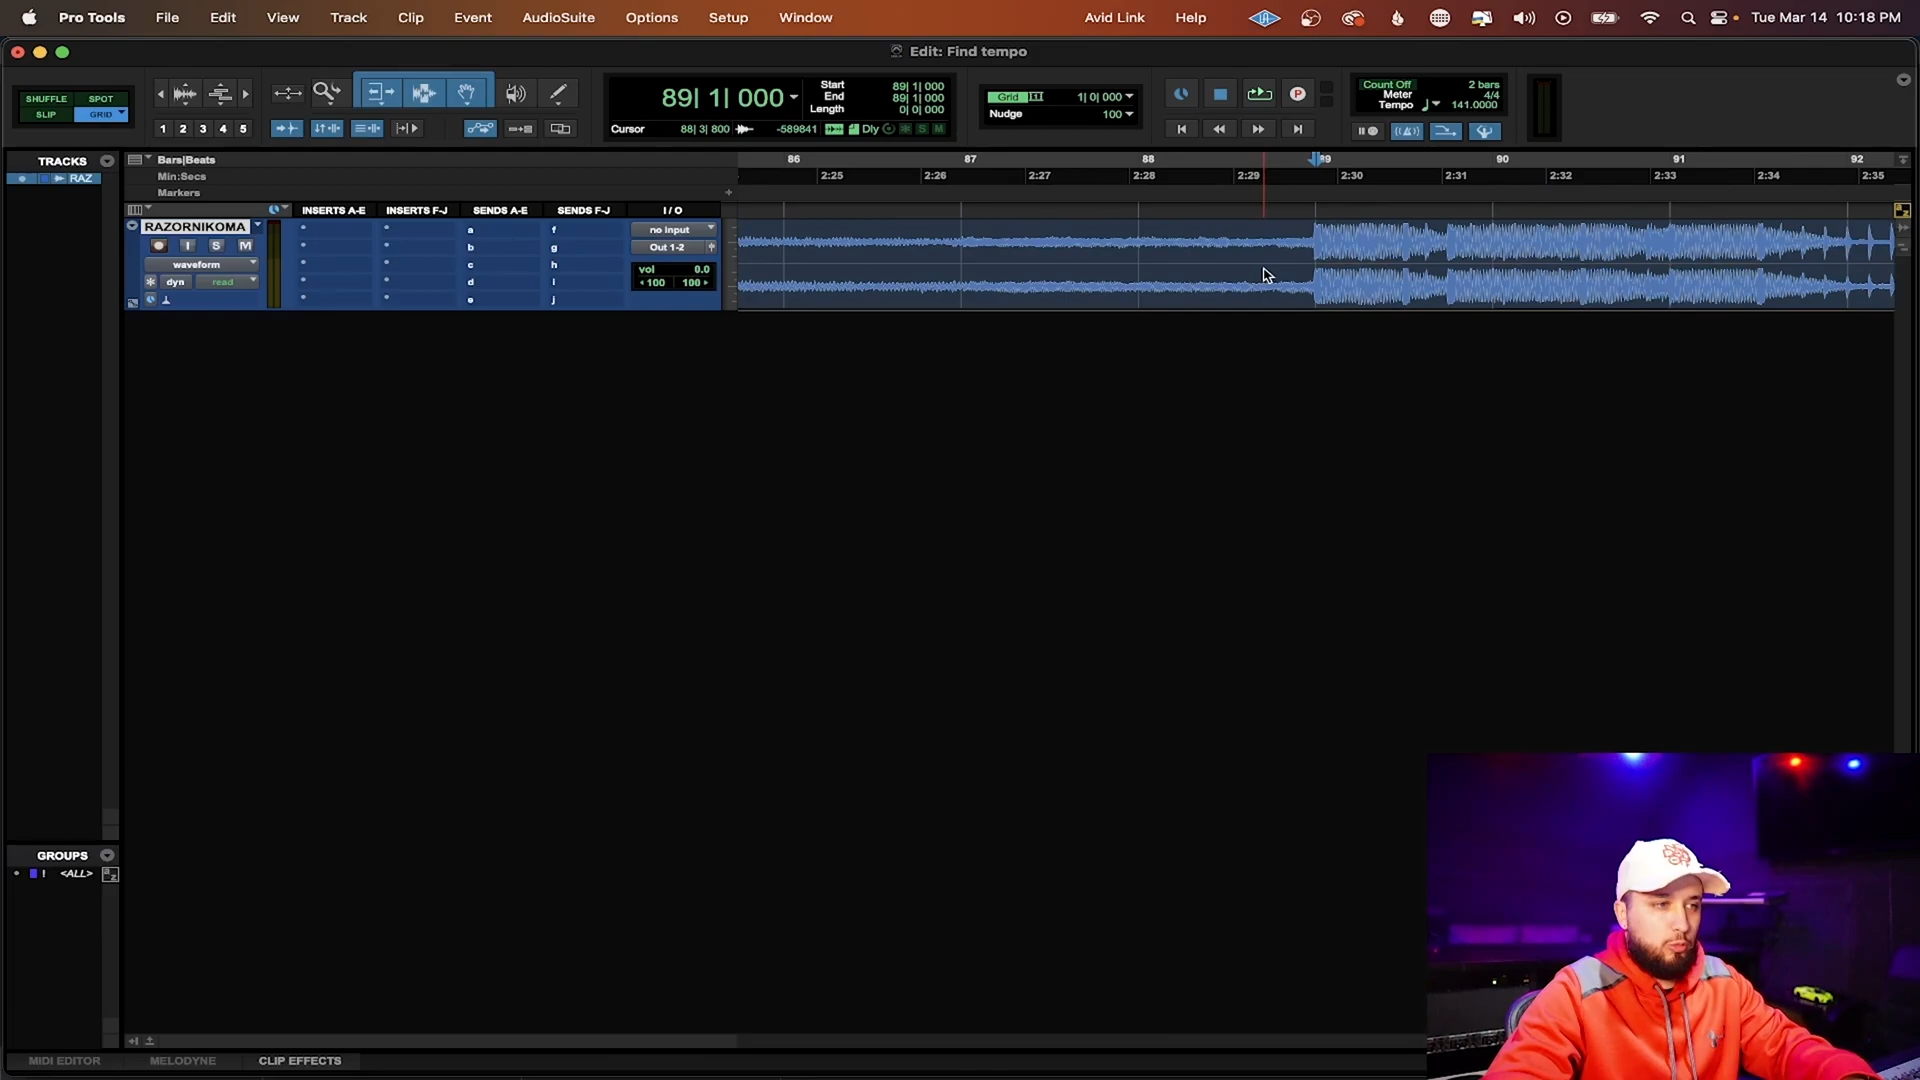 Pro Tools File Edit View Track Clip Event AudioSuite Options Setup Window Avid Link Help Tue Mar 14 10:18 PM
Edit: Find tempo
SHUFFLE SPOT
SLIP GRID
1 2 3 4 5
89| 1| 000
Start 89| 1| 000
End 89| 1| 000
Length 0| 0| 000
Cursor 88| 3| 800 -589841 Dly S M
Grid 1| 0| 000
Nudge 100
Count Off 2 bars
Meter 4/4
Tempo 141.0000
TRACKS
RAZ
Bars|Beats 86 87 88 89 90 91 92
Min:Secs 2:25 2:26 2:27 2:28 2:29 2:30 2:31 2:32 2:33 2:34 2:35
Markers
INSERTS A-E INSERTS F-J SENDS A-E SENDS F-J I / O
RAZORNIKOMA a f no input
I S M b g Out 1-2
waveform c h vol 0.0
dyn read d i 100 100
e j
GROUPS
! <ALL>
MIDI EDITOR MELODYNE CLIP EFFECTS